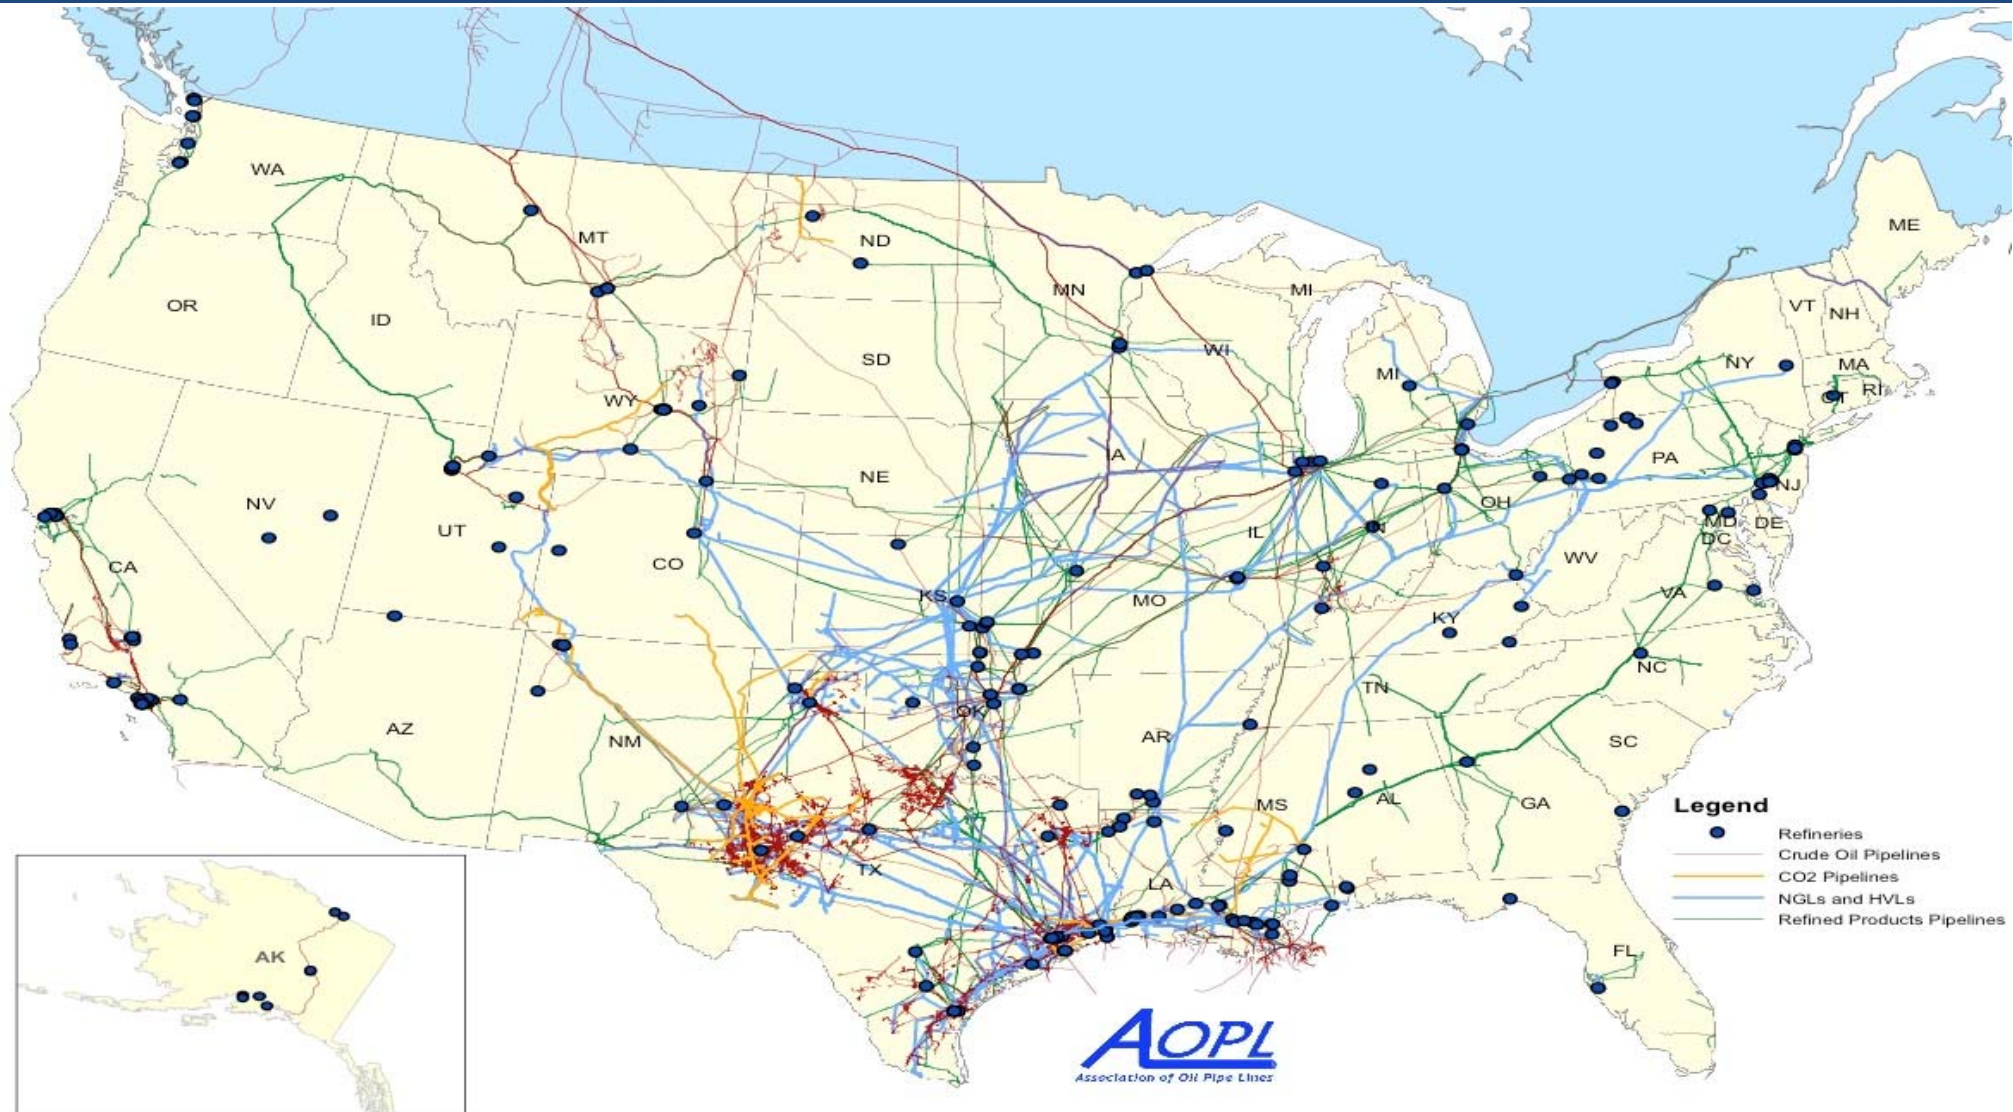 WA
MT
ND
ME
OR
ID
MN
MI
VT
NH
SD
WI
MI
NY
MA
WY
CT
RI
IA
PA
NE
NV
UT
OH
NJ
IL
IN
MD
DE
DC
CA
CO
WV
KS
MO
VA
KY
NC
TN
OK
AZ
NM
AR
SC
MS
AL
GA
TX
LA
FL
AK
Legend
Refineries
Crude Oil Pipelines
CO2 Pipelines
NGLs and HVLs
Refined Products Pipelines
AOPL
Association of Oil Pipe Lines